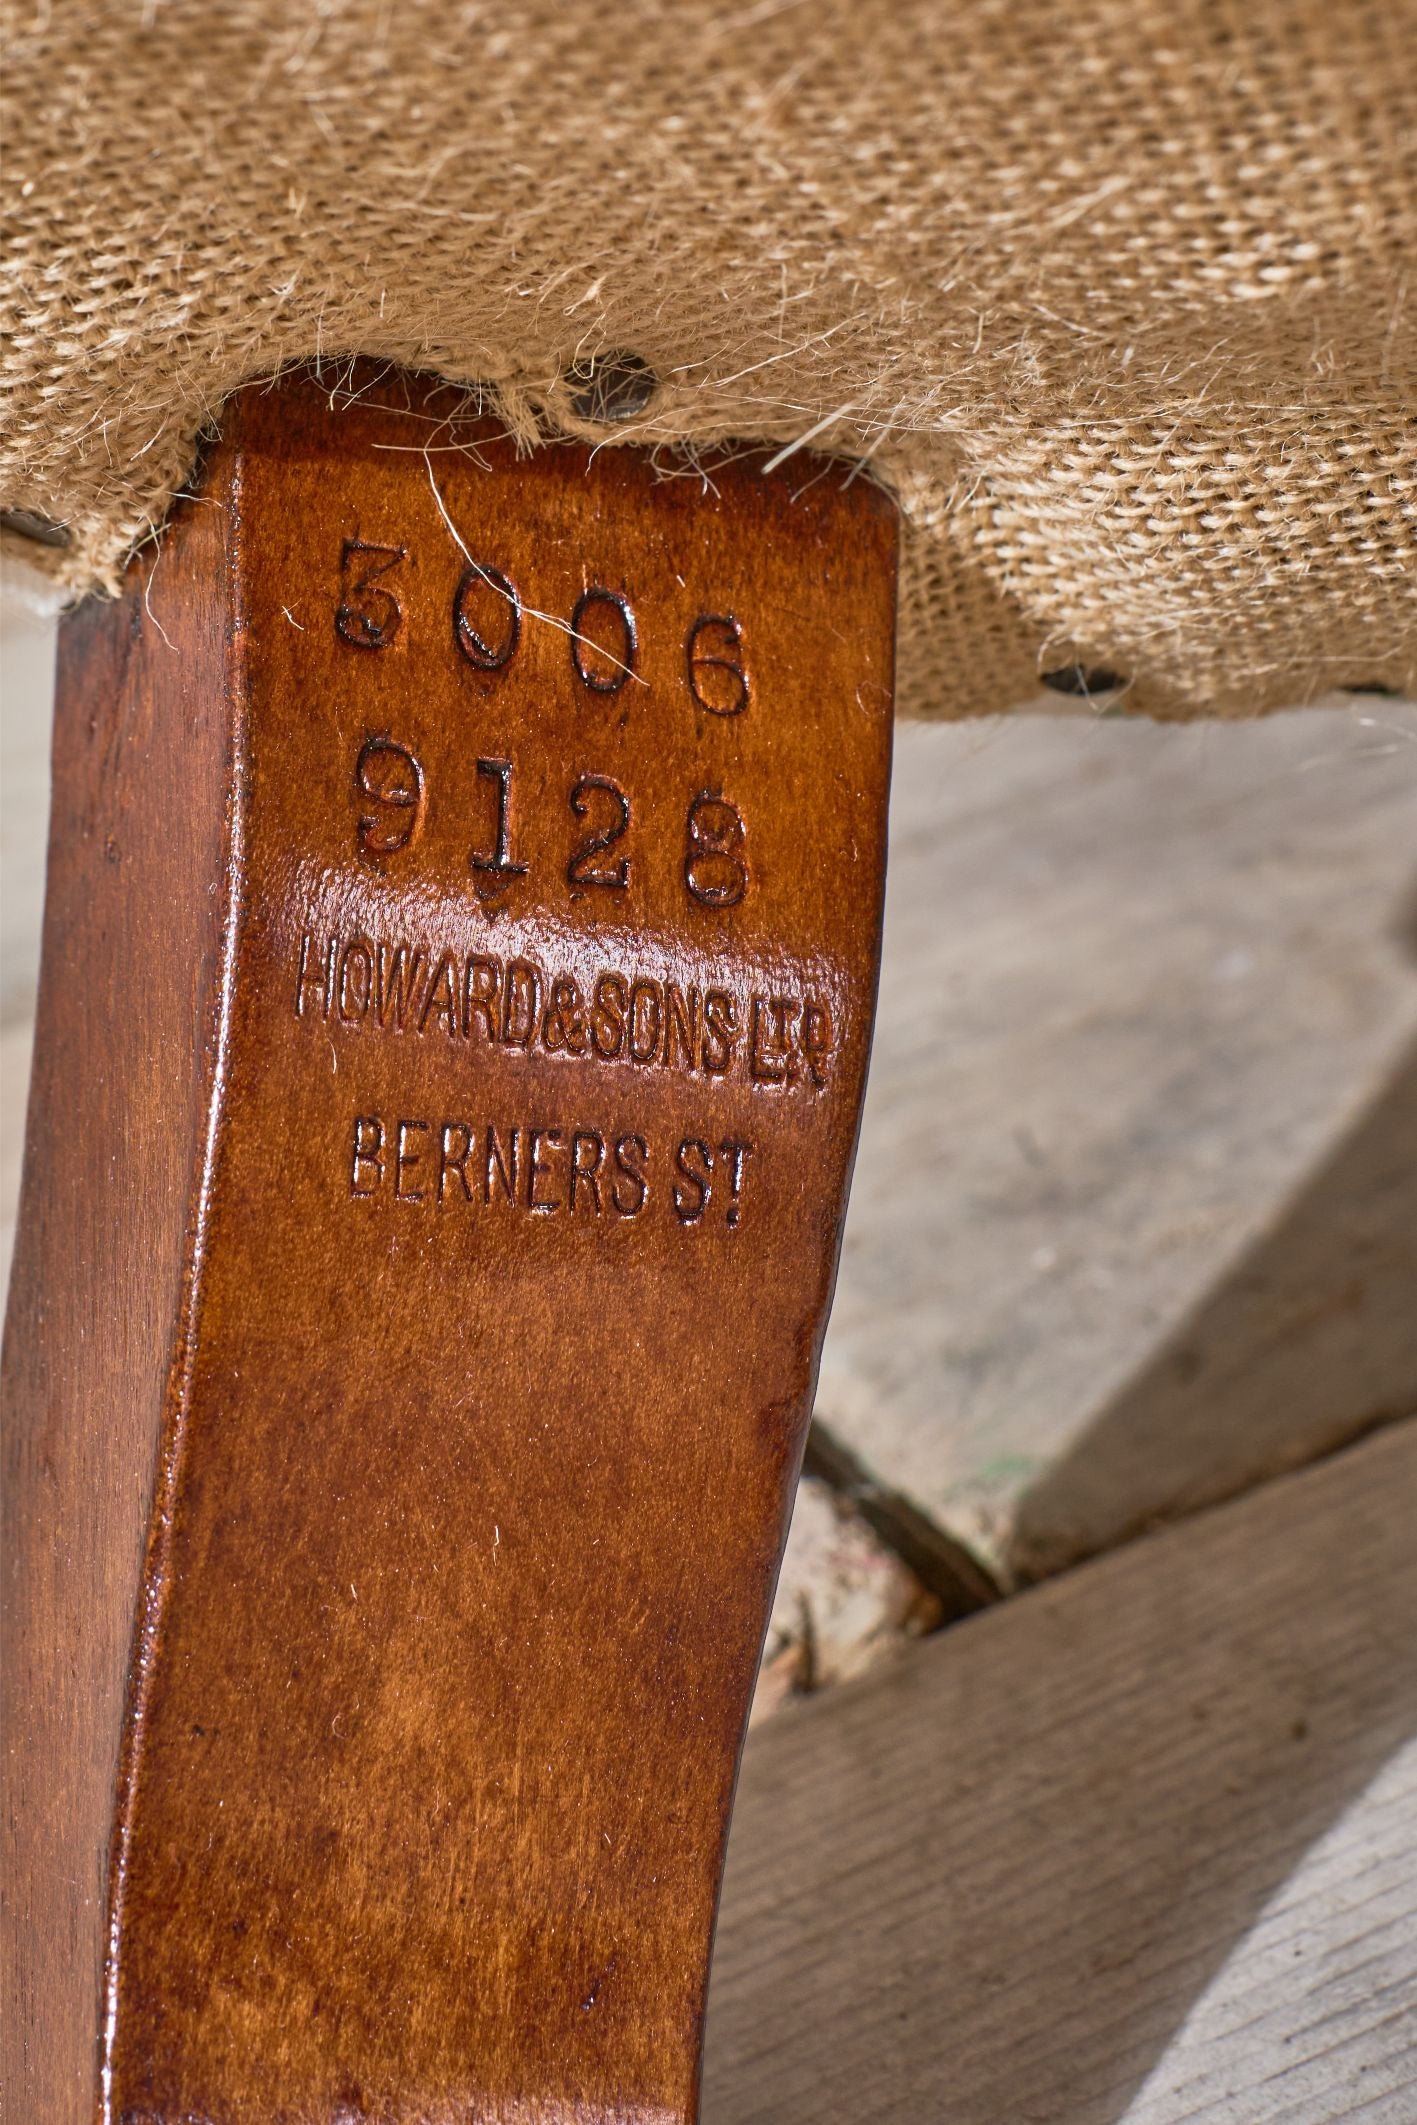 3006
9128
HOWARD & SONS LTD
BERNERS ST